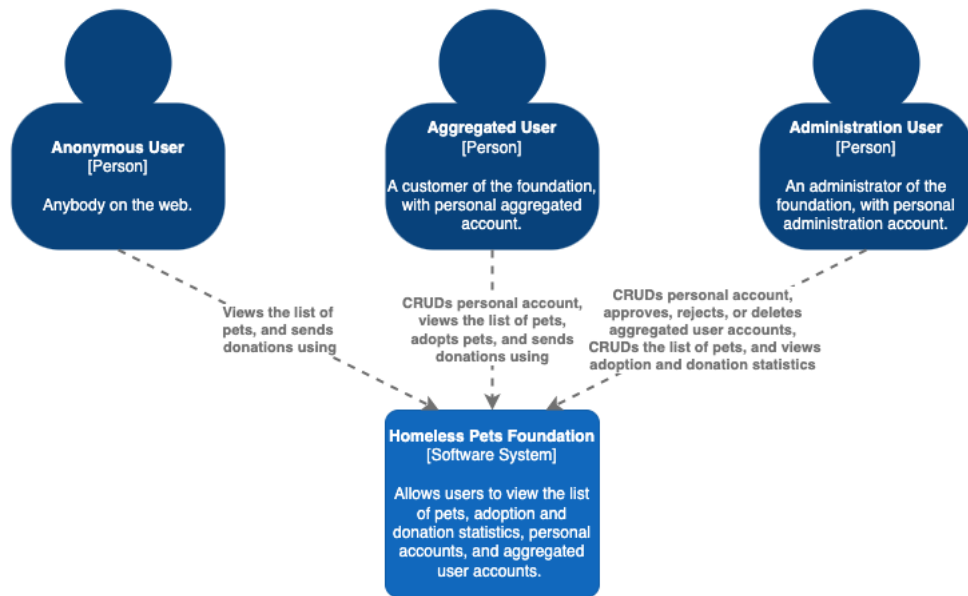 Anonymous User
[Person]
Anybody on the web.
Aggregated User
[Person]
A customer of the foundation,
with personal aggregated
account.
Administration User
[Person]
An administrator of the
foundation, with personal
administration account.
Views the list of
pets, and sends
donations using
CRUDs personal account,
views the list of pets,
adopts pets, and sends
donations using
CRUDs personal account,
approves, rejects, or deletes
aggregated user accounts,
CRUDs the list of pets, and views
adoption and donation statistics
Homeless Pets Foundation
[Software System]
Allows users to view the list
of pets, adoption and
donation statistics, personal
accounts, and aggregated
user accounts.